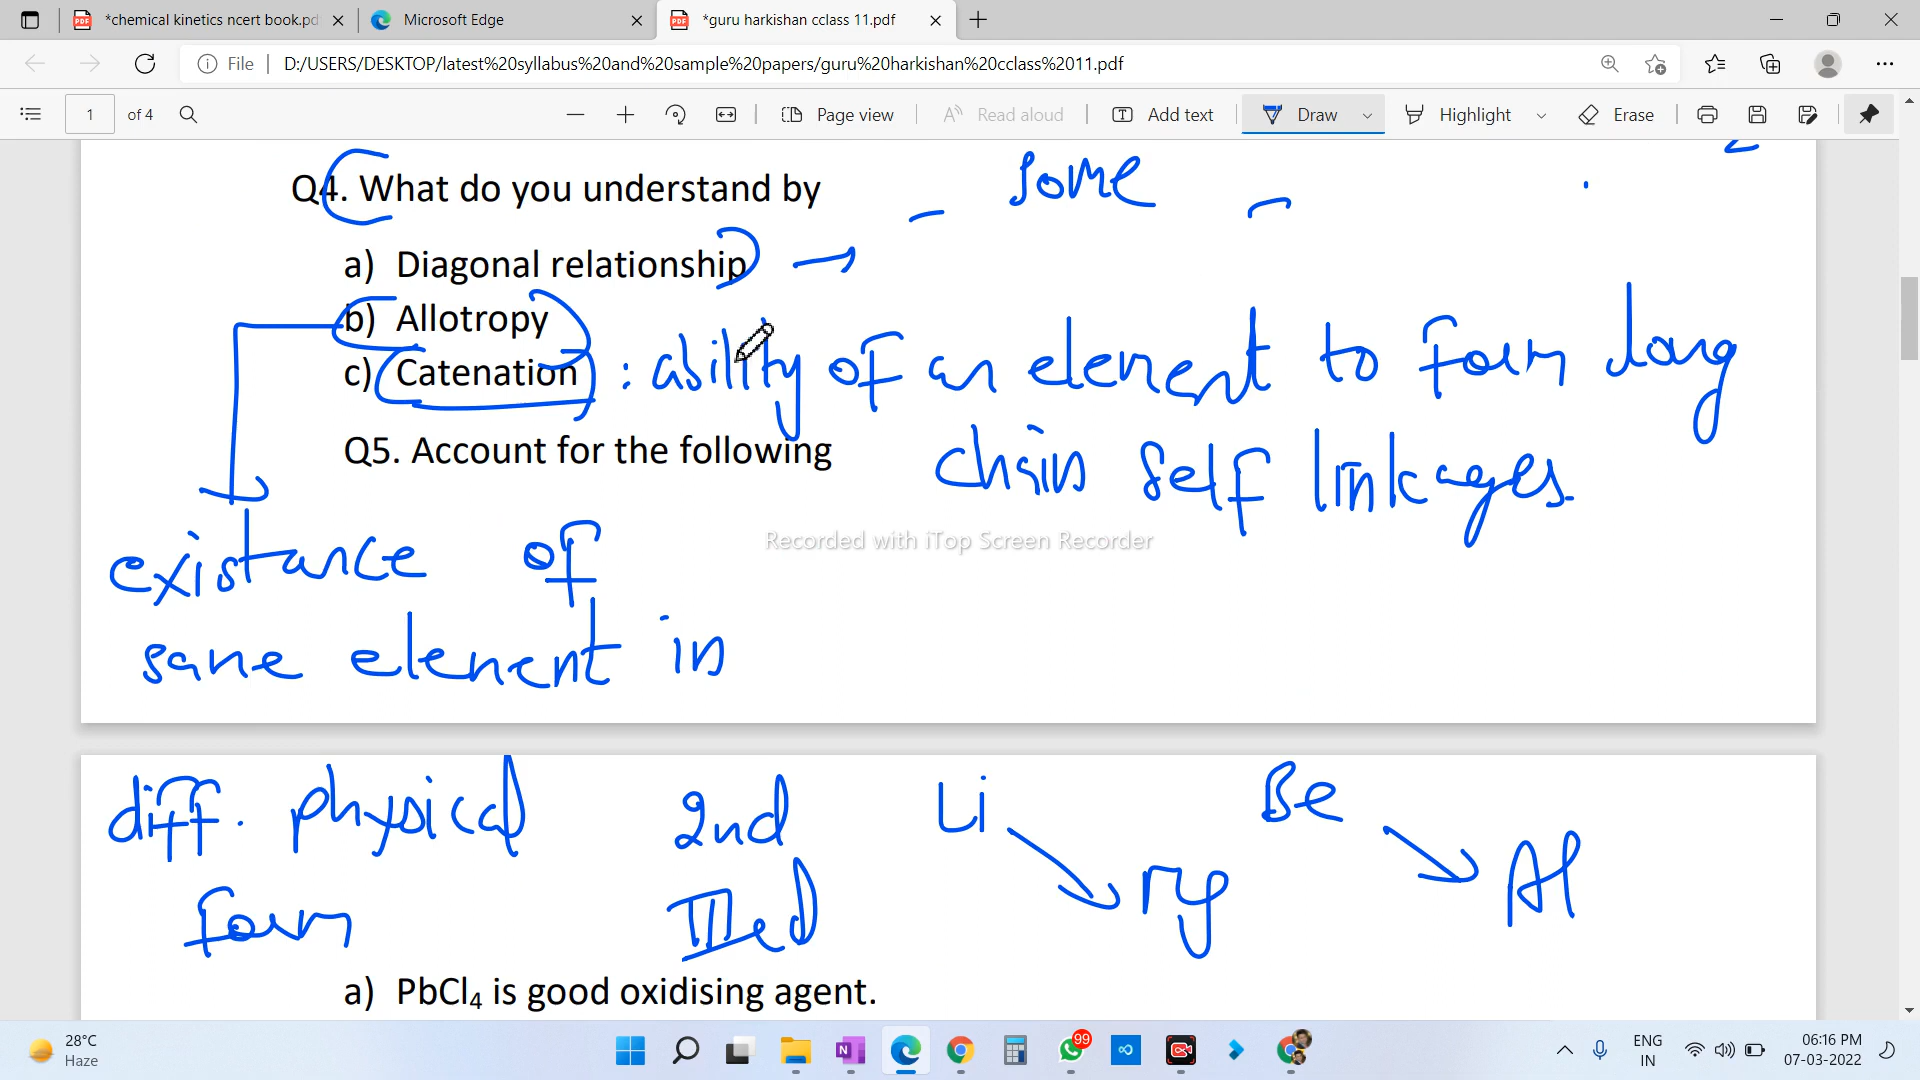 *chemical kinetics ncert book.pd
Microsoft Edge
*guru harkishan cclass 11.pdf
File
D:/USERS/DESKTOP/latest%20syllabus%20and%20sample%20papers/guru%20harkishan%20cclass%2011.pdf
1 of 4
Page view
Read aloud
Add text
Draw
Highlight
Erase
Q4. What do you understand by
some
a) Diagonal relationship
b) Allotropy
c) Catenation : ability of an element to form long
chain self linkages
Q5. Account for the following
Recorded with iTop Screen Recorder
existance of
same element in
diff. physical
form
2nd
IIIed
Li
Mg
Be
Al
a) PbCl₄ is good oxidising agent.
28°C
Haze
99
ENG
IN
06:16 PM
07-03-2022